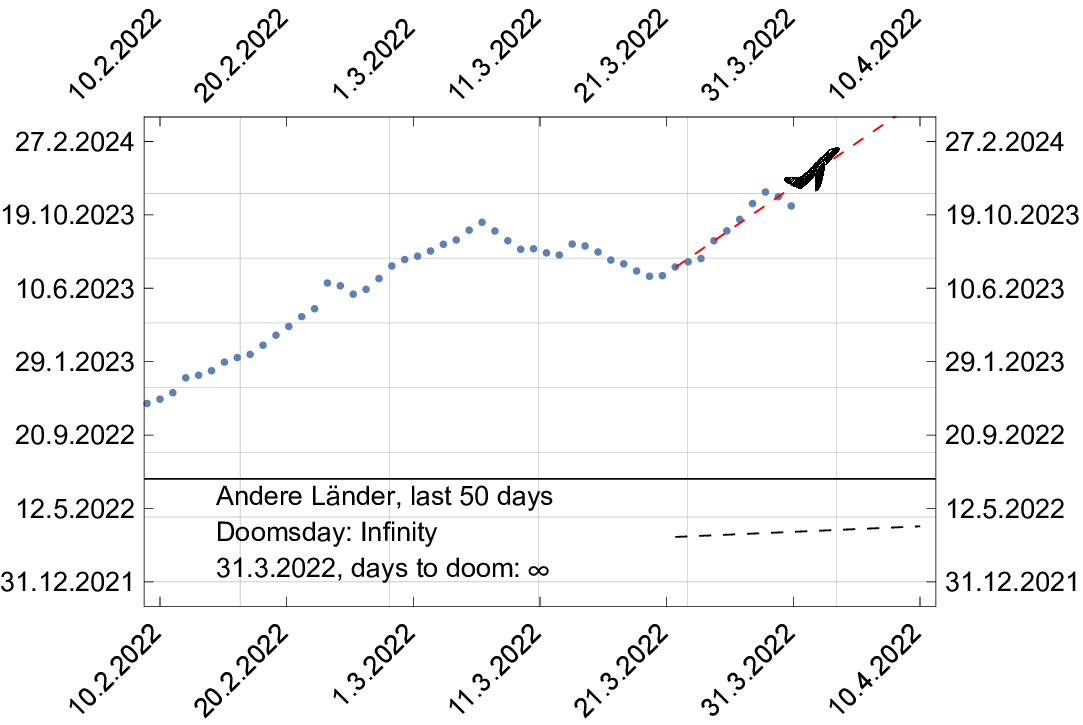 10.2.2022 20.2.2022 1.3.2022 11.3.2022 21.3.2022 31.3.2022 10.4.2022
27.2.2024 27.2.2024
19.10.2023 19.10.2023
10.6.2023 10.6.2023
29.1.2023 29.1.2023
20.9.2022 20.9.2022
Andere Länder, last 50 days
12.5.2022 12.5.2022
Doomsday: Infinity
31.3.2022, days to doom: ∞
31.12.2021 31.12.2021
10.2.2022 20.2.2022 1.3.2022 11.3.2022 21.3.2022 31.3.2022 10.4.2022